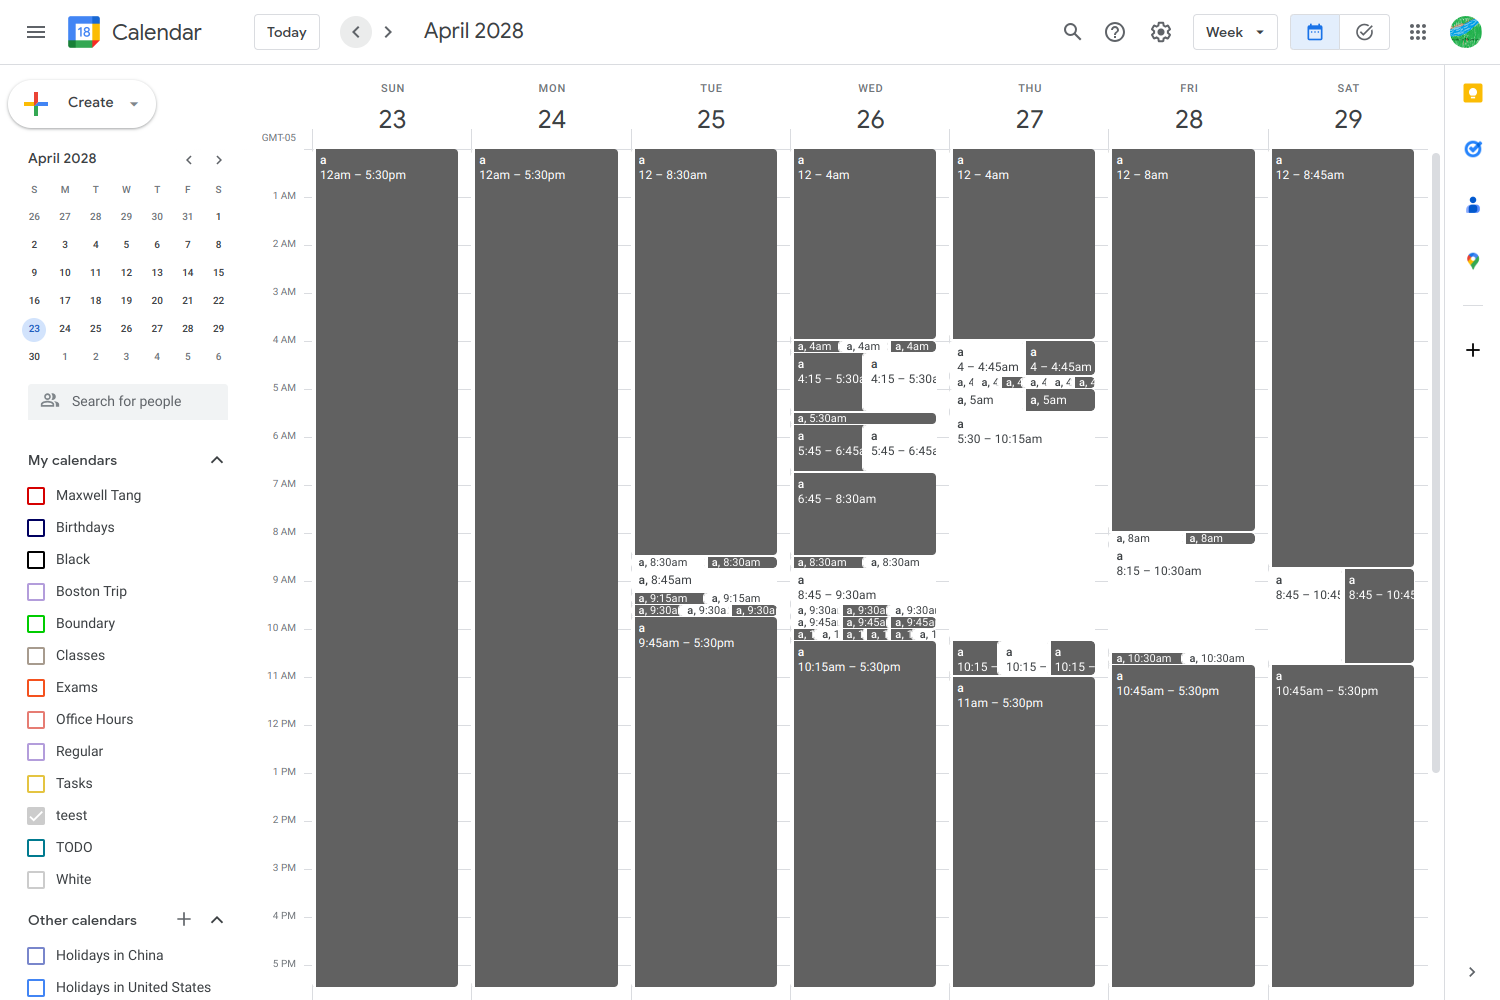 18 Calendar Today April 2028 Week
Create
April 2028
S M T W T F S
26 27 28 29 30 31 1
2 3 4 5 6 7 8
9 10 11 12 13 14 15
16 17 18 19 20 21 22
23 24 25 26 27 28 29
30 1 2 3 4 5 6
Search for people
My calendars
Maxwell Tang
Birthdays
Black
Boston Trip
Boundary
Classes
Exams
Office Hours
Regular
Tasks
teest
TODO
White
Other calendars
Holidays in China
Holidays in United States
SUN MON TUE WED THU FRI SAT
23 24 25 26 27 28 29
GMT-05
1 AM
2 AM
3 AM
4 AM
5 AM
6 AM
7 AM
8 AM
9 AM
10 AM
11 AM
12 PM
1 PM
2 PM
3 PM
4 PM
5 PM
a
12am – 5:30pm
a
12am – 5:30pm
a
12 – 8:30am
a, 8:30am a, 8:30am
a, 8:45am
a, 9:15am a, 9:15am
a, 9:30a a, 9:30a a, 9:30a
a
9:45am – 5:30pm
a
12 – 4am
a, 4am a, 4am a, 4am
a a
4:15 – 5:30a 4:15 – 5:30a
a, 5:30am
a a
5:45 – 6:45a 5:45 – 6:45a
a
6:45 – 8:30am
a, 8:30am a, 8:30am
a
8:45 – 9:30am
a, 9:30a a, 9:30a a, 9:30a
a, 9:45a a, 9:45a a, 9:45a
a, 1 a, 1 a, 1 a, 1 a, 1 a, 1
a
10:15am – 5:30pm
a
12 – 4am
a a
4 – 4:45am 4 – 4:45am
a, 4 a, 4 a, 4 a, 4 a, 4 a, 4
a, 5am a, 5am
a
5:30 – 10:15am
a a a
10:15 – 10:15 – 10:15 –
a
11am – 5:30pm
a
12 – 8am
a, 8am a, 8am
a
8:15 – 10:30am
a, 10:30am a, 10:30am
a
10:45am – 5:30pm
a
12 – 8:45am
a a
8:45 – 10:45 8:45 – 10:45
a
10:45am – 5:30pm